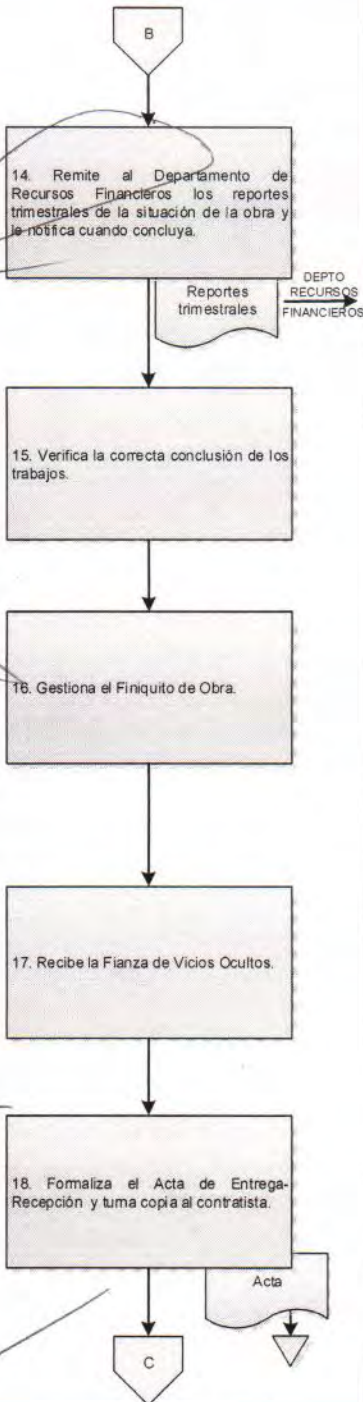 B
14. Remite al Departamento de
Recursos Financieros los reportes
trimestrales de la situación de la obra y
le notifica cuando concluya.
Reportes
trimestrales
DEPTO
RECURSOS
FINANCIEROS
15. Verifica la correcta conclusión de los
trabajos.
16. Gestiona el Finiquito de Obra.
17. Recibe la Fianza de Vicios Ocultos.
18. Formaliza el Acta de Entrega-
Recepción y turna copia al contratista.
Acta
C